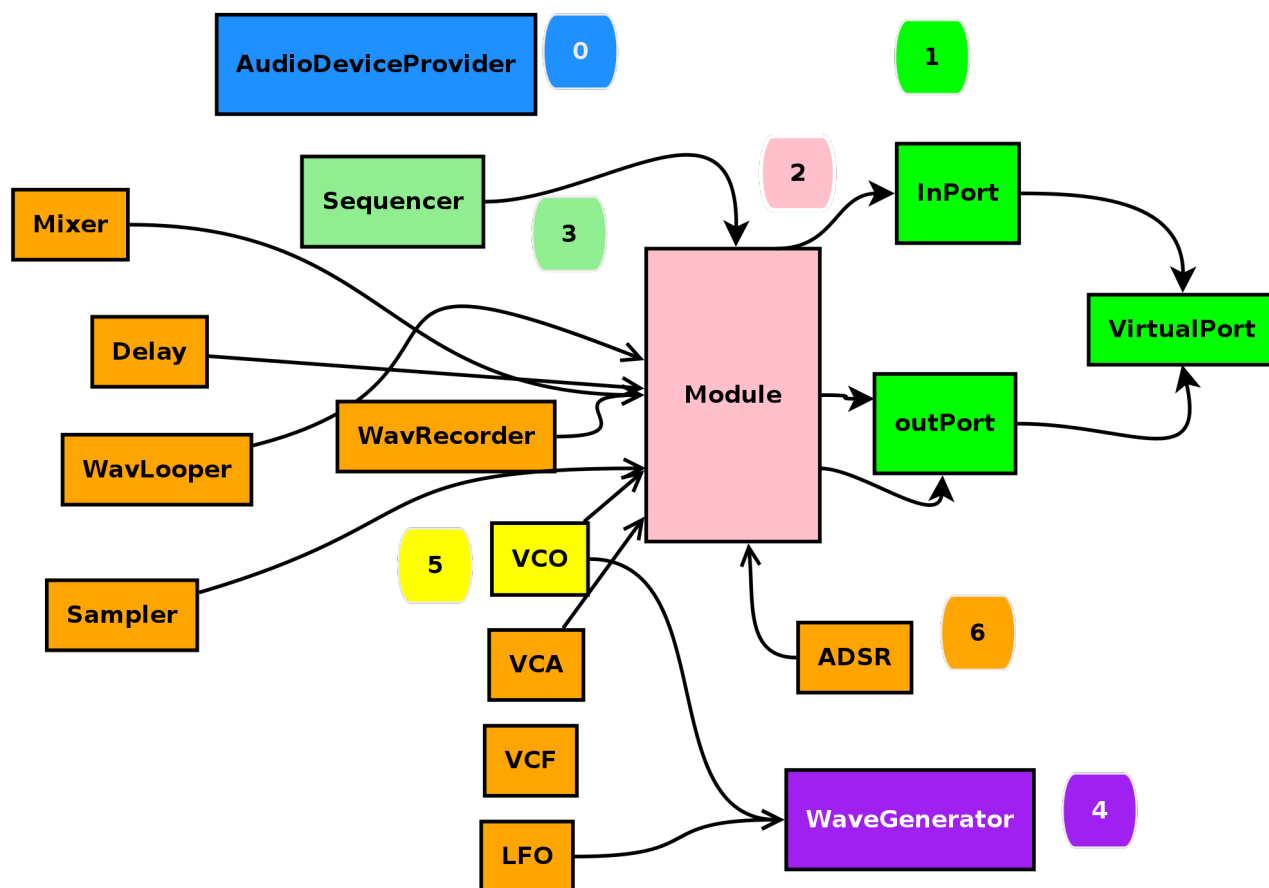 AudioDeviceProvider
0
1
Sequencer
2
InPort
Mixer
3
VirtualPort
Delay
Module
outPort
WavRecorder
WavLooper
VCO
5
Sampler
VCA
ADSR
6
VCF
WaveGenerator
4
LFO